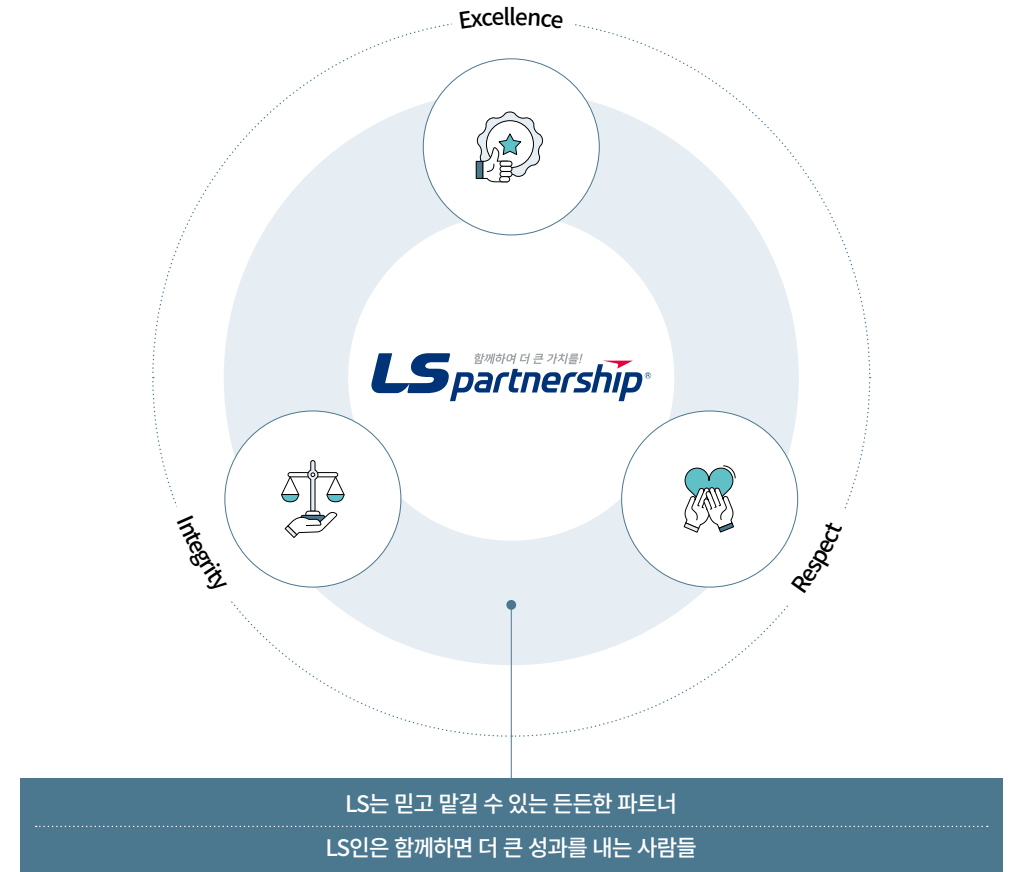 Excellence
함께하여 더 큰 가치를!
LS partnership®
Integrity
Respect
LS는 믿고 맡길 수 있는 든든한 파트너
LS인은 함께하면 더 큰 성과를 내는 사람들